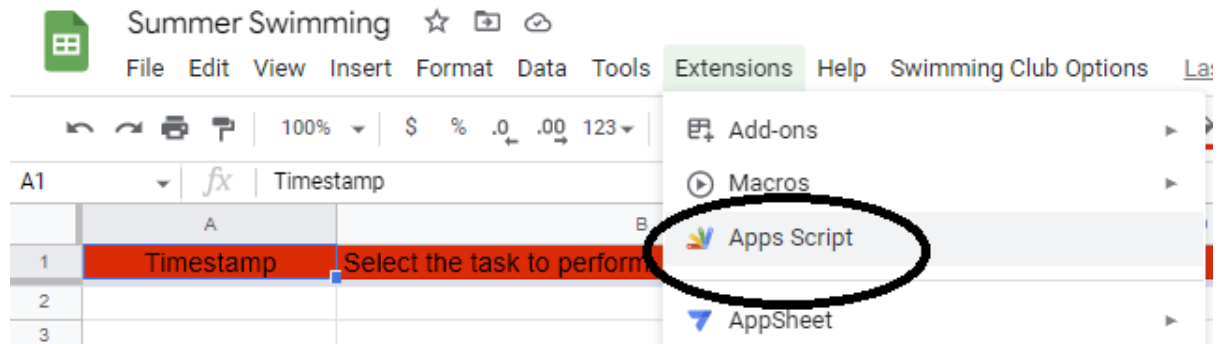 Summer Swimming
File Edit View Insert Format Data Tools Extensions Help Swimming Club Options
100% $ % .0 .00 123
Add-ons
A1 fx Timestamp
Macros
A B
Apps Script
1 Timestamp Select the task to perform
2
AppSheet
3